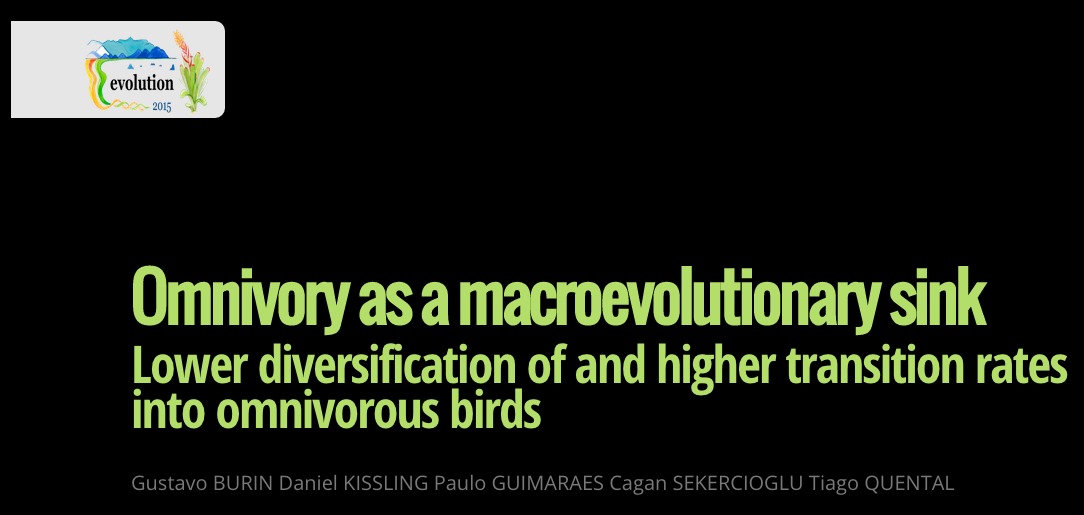 evolution
2015
Omnivory as a macroevolutionary sink
Lower diversification of and higher transition rates
into omnivorous birds
Gustavo BURIN Daniel KISSLING Paulo GUIMARAES Cagan SEKERCIOGLU Tiago QUENTAL